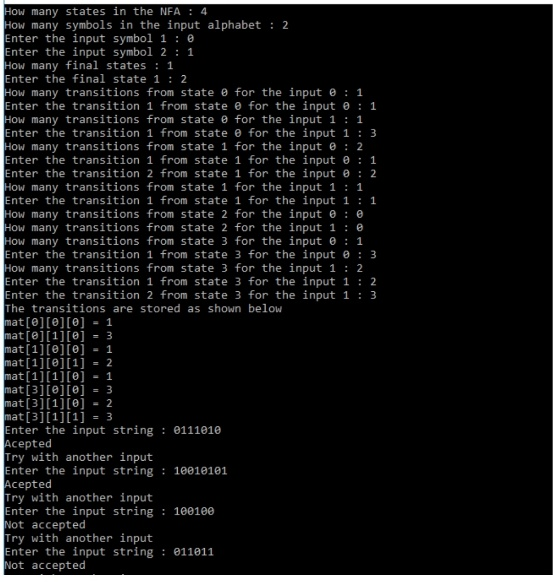 How many states in the NFA : 4
How many symbols in the input alphabet : 2
Enter the input symbol 1 : 0
Enter the input symbol 2 : 1
How many final states : 1
Enter the final state 1 : 2
How many transitions from state 0 for the input 0 : 1
Enter the transition 1 from state 0 for the input 0 : 1
How many transitions from state 0 for the input 1 : 1
Enter the transition 1 from state 0 for the input 1 : 3
How many transitions from state 1 for the input 0 : 2
Enter the transition 1 from state 1 for the input 0 : 1
Enter the transition 2 from state 1 for the input 0 : 2
How many transitions from state 1 for the input 1 : 1
Enter the transition 1 from state 1 for the input 1 : 1
How many transitions from state 2 for the input 0 : 0
How many transitions from state 2 for the input 1 : 0
How many transitions from state 3 for the input 0 : 1
Enter the transition 1 from state 3 for the input 0 : 3
How many transitions from state 3 for the input 1 : 2
Enter the transition 1 from state 3 for the input 1 : 2
Enter the transition 2 from state 3 for the input 1 : 3
The transitions are stored as shown below
mat[0][0][0] = 1
mat[0][1][0] = 3
mat[1][0][0] = 1
mat[1][0][1] = 2
mat[1][1][0] = 1
mat[3][0][0] = 3
mat[3][1][0] = 2
mat[3][1][1] = 3
Enter the input string : 0111010
Acepted
Try with another input
Enter the input string : 10010101
Acepted
Try with another input
Enter the input string : 100100
Not accepted
Try with another input
Enter the input string : 011011
Not accepted